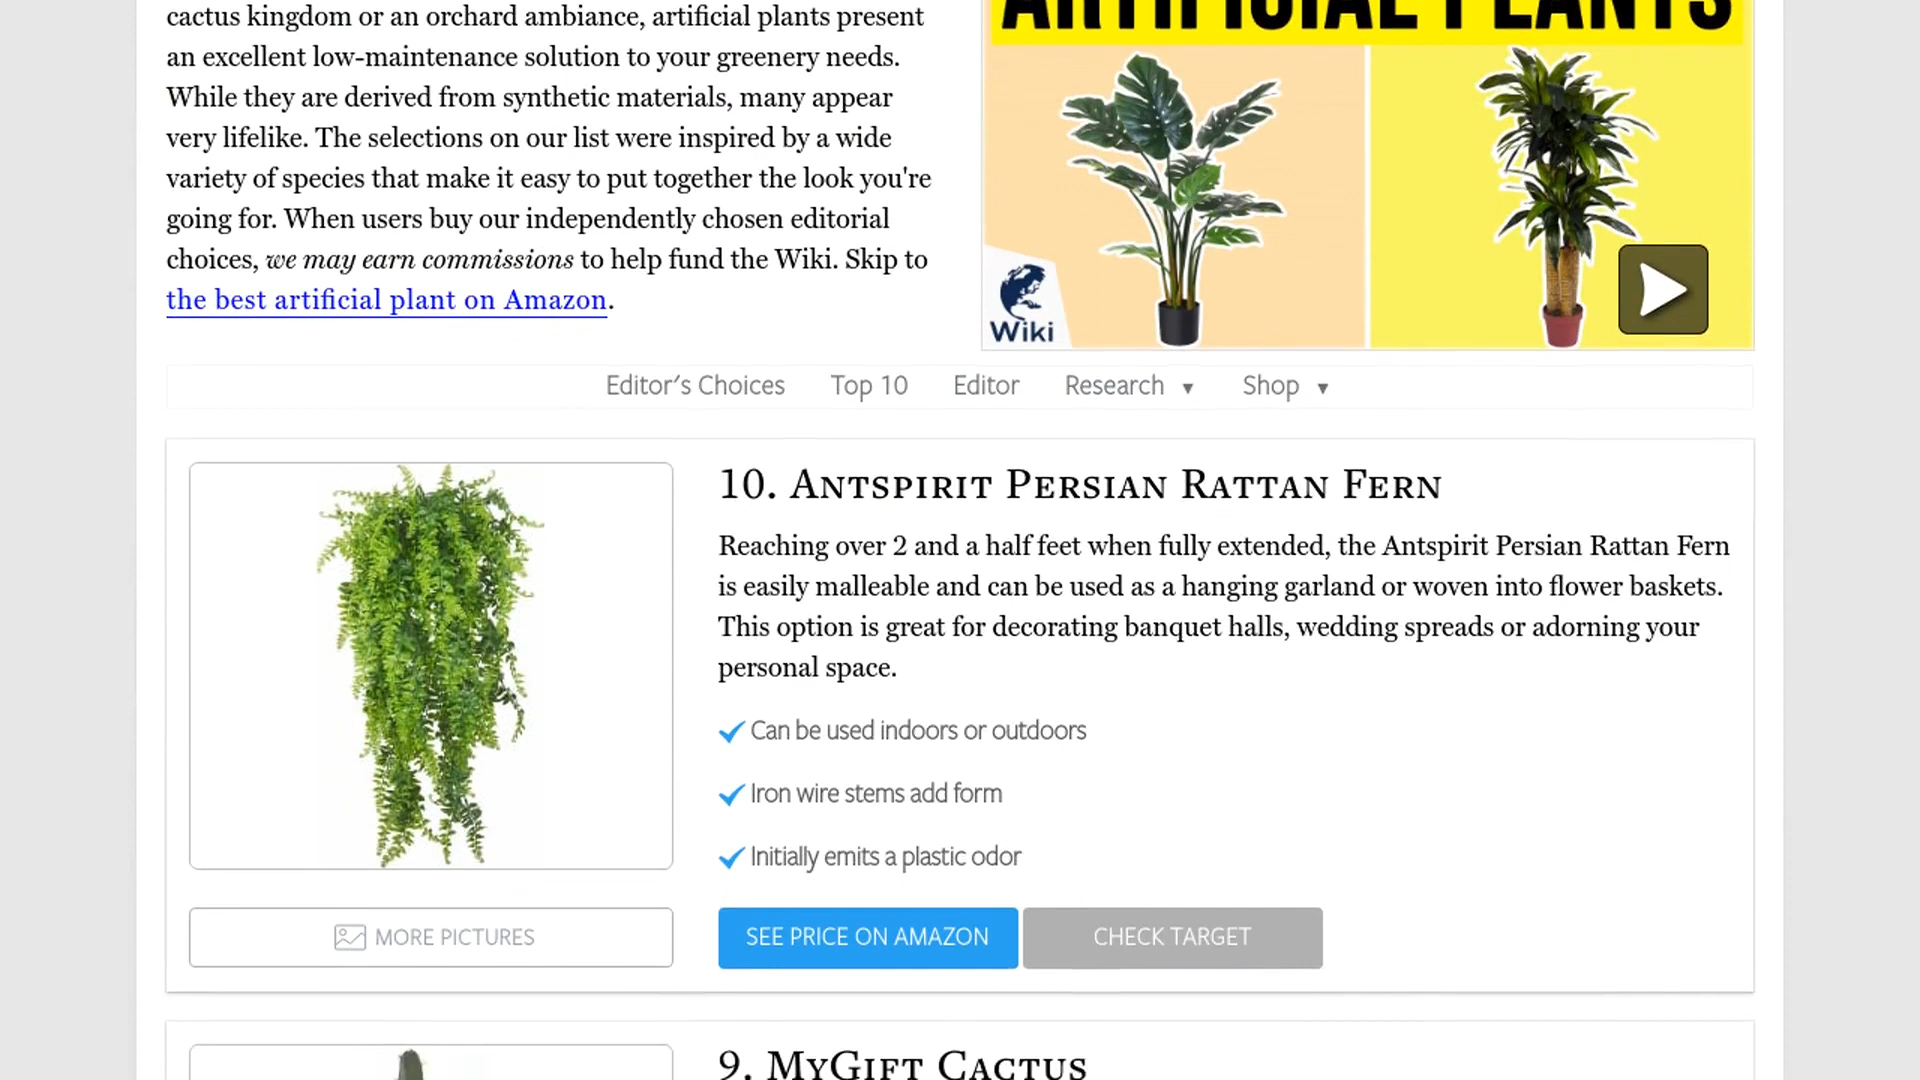 cactus kingdom or an orchard ambiance, artificial plants present
an excellent low-maintenance solution to your greenery needs.
While they are derived from synthetic materials, many appear
very lifelike. The selections on our list were inspired by a wide
variety of species that make it easy to put together the look you're
going for. When users buy our independently chosen editorial
choices, we may earn commissions to help fund the Wiki. Skip to
the best artificial plant on Amazon.
ARTIFICIAL PLANTS
Wiki
Editor's Choices Top 10 Editor Research ▼ Shop ▼
10. Antspirit Persian Rattan Fern
Reaching over 2 and a half feet when fully extended, the Antspirit Persian Rattan Fern
is easily malleable and can be used as a hanging garland or woven into flower baskets.
This option is great for decorating banquet halls, wedding spreads or adorning your
personal space.
Can be used indoors or outdoors
Iron wire stems add form
Initially emits a plastic odor
MORE PICTURES
SEE PRICE ON AMAZON
CHECK TARGET
9. MyGift Cactus